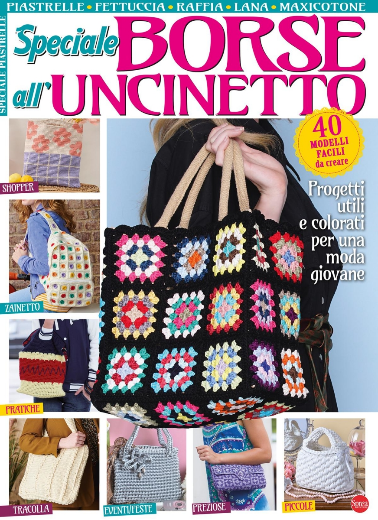 PIASTRELLE • FETTUCCIA • RAFFIA • LANA • MAXICOTONE
SPECIALE PIASTRELLE
Speciale BORSE
all'UNCINETTO
40
MODELLI
FACILI
da creare
Progetti
utili
e colorati
per una
moda
giovane
SHOPPER
ZAINETTO
PRATICHE
TRACOLLA
EVENTI/FESTE
PREZIOSE
PICCOLE
Sprea